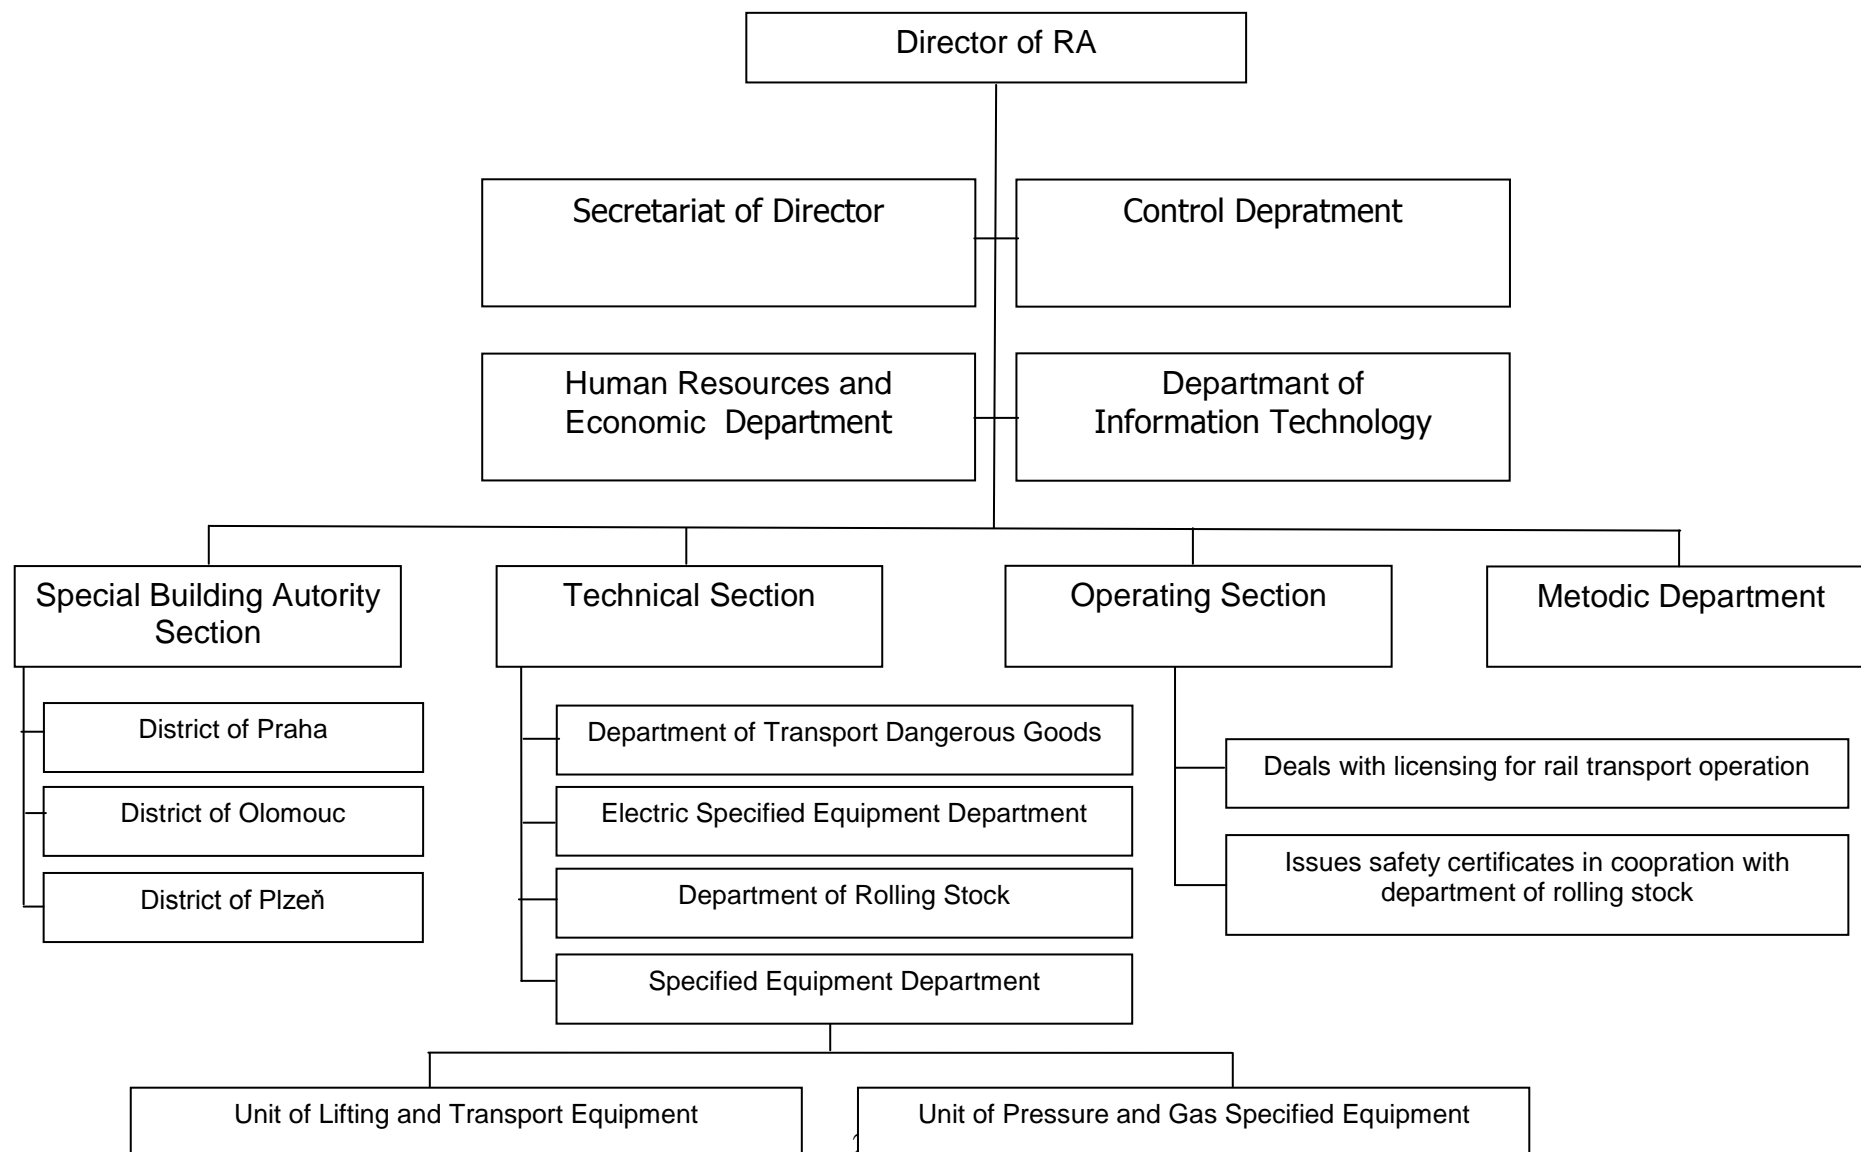 Director of RA
Secretariat of Director
Control Depratment
Human Resources and
Economic Department
Departmant of
Information Technology
Special Building Autority
Section
Technical Section
Operating Section
Metodic Department
District of Praha
District of Olomouc
District of Plzeň
Department of Transport Dangerous Goods
Electric Specified Equipment Department
Department of Rolling Stock
Specified Equipment Department
Deals with licensing for rail transport operation
Issues safety certificates in coopration with
department of rolling stock
Unit of Lifting and Transport Equipment
Unit of Pressure and Gas Specified Equipment